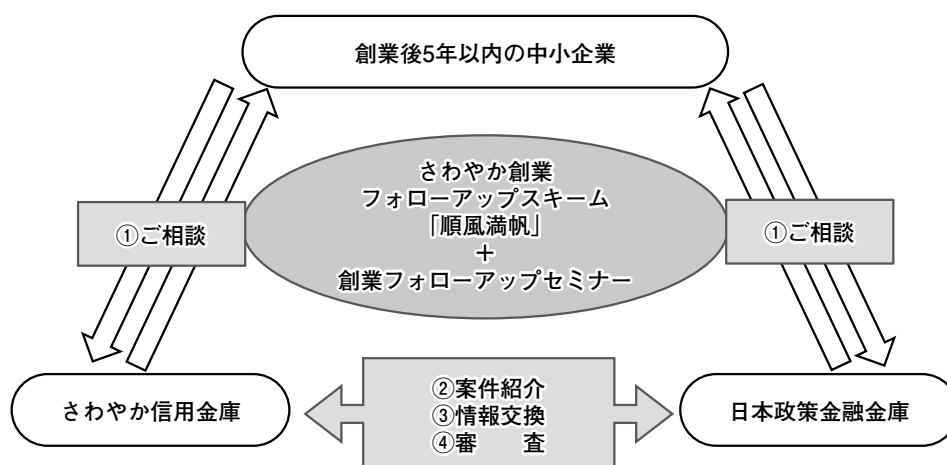 創業後5年以内の中小企業
さわやか創業
フォローアップスキーム
「順風満帆」
+
創業フォローアップセミナー
①ご相談
①ご相談
さわやか信用金庫
②案件紹介
③情報交換
④審　　査
日本政策金融金庫